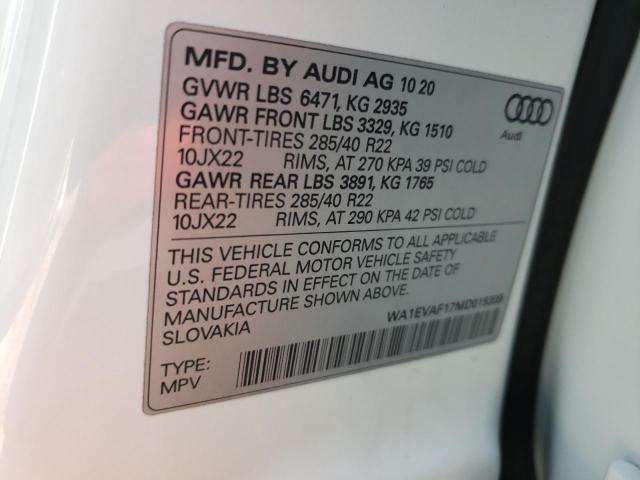 MFD. BY AUDI AG 10 20
GVWR LBS 6471, KG 2935
GAWR FRONT LBS 3329, KG 1510
FRONT-TIRES 285/40 R22
10JX22 RIMS, AT 270 KPA 39 PSI COLD
GAWR REAR LBS 3891, KG 1765
REAR-TIRES 285/40 R22
10JX22 RIMS, AT 290 KPA 42 PSI COLD
Audi
THIS VEHICLE CONFORMS TO ALL APPLICABLE
U.S. FEDERAL MOTOR VEHICLE SAFETY
STANDARDS IN EFFECT ON THE DATE OF
MANUFACTURE SHOWN ABOVE.
SLOVAKIA
TYPE:
MPV